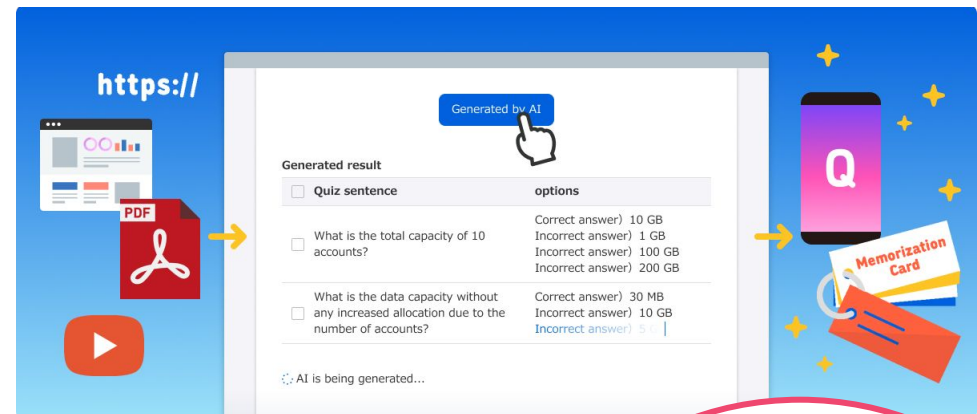 https://
PDF
Generated by AI
Generated result
Quiz sentence
options
What is the total capacity of 10
accounts?
Correct answer) 10 GB
Incorrect answer) 1 GB
Incorrect answer) 100 GB
Incorrect answer) 200 GB
What is the data capacity without
any increased allocation due to the
number of accounts?
Correct answer) 30 MB
Incorrect answer) 10 GB
Incorrect answer) 5 G
AI is being generated...
Q
Memorization
Card